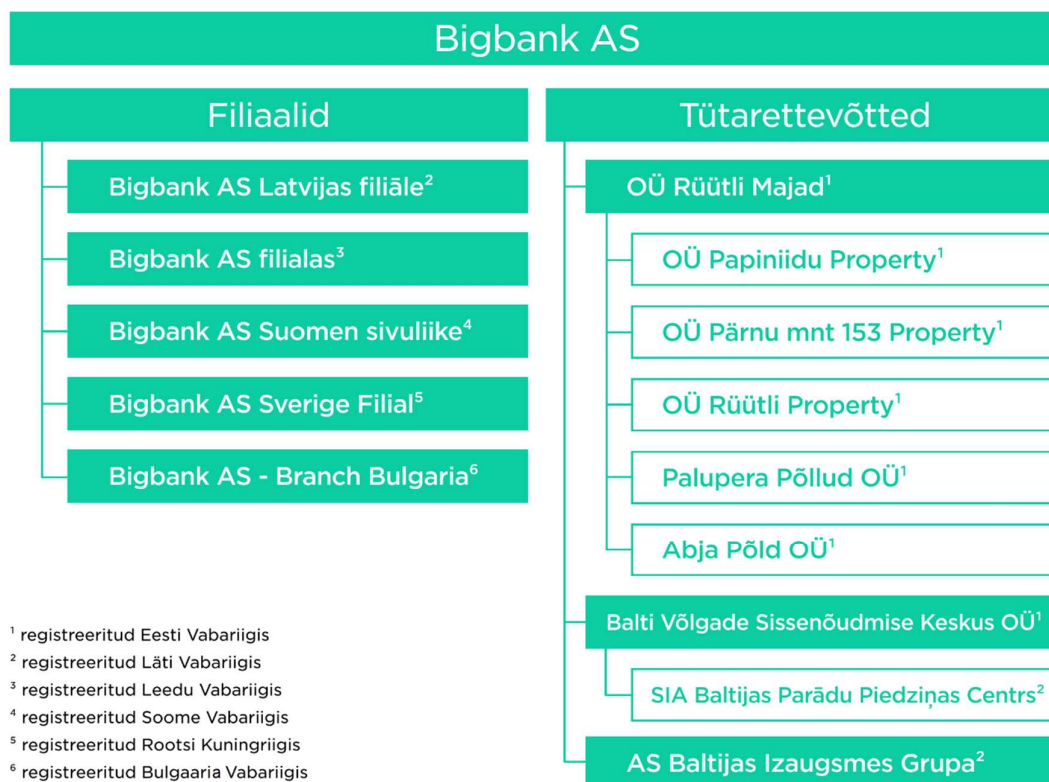 Bigbank AS
Filiaalid
Bigbank AS Latvijas filiāle²
Bigbank AS filialas³
Bigbank AS Suomen sivuliike⁴
Bigbank AS Sverige Filial⁵
Bigbank AS - Branch Bulgaria⁶
Tütarettevõtted
OÜ Rüütli Majad¹
OÜ Papiniidu Property¹
OÜ Pärnu mnt 153 Property¹
OÜ Rüütli Property¹
Palupera Põllud OÜ¹
Abja Põld OÜ¹
Balti Võlgade Sissenõudmise Keskus OÜ¹
SIA Baltijas Parādu Piedziņas Centrs²
AS Baltijas Izaugsmes Grupa²
¹ registreeritud Eesti Vabariigis
² registreeritud Läti Vabariigis
³ registreeritud Leedu Vabariigis
⁴ registreeritud Soome Vabariigis
⁵ registreeritud Rootsi Kuningriigis
⁶ registreeritud Bulgaaria Vabariigis